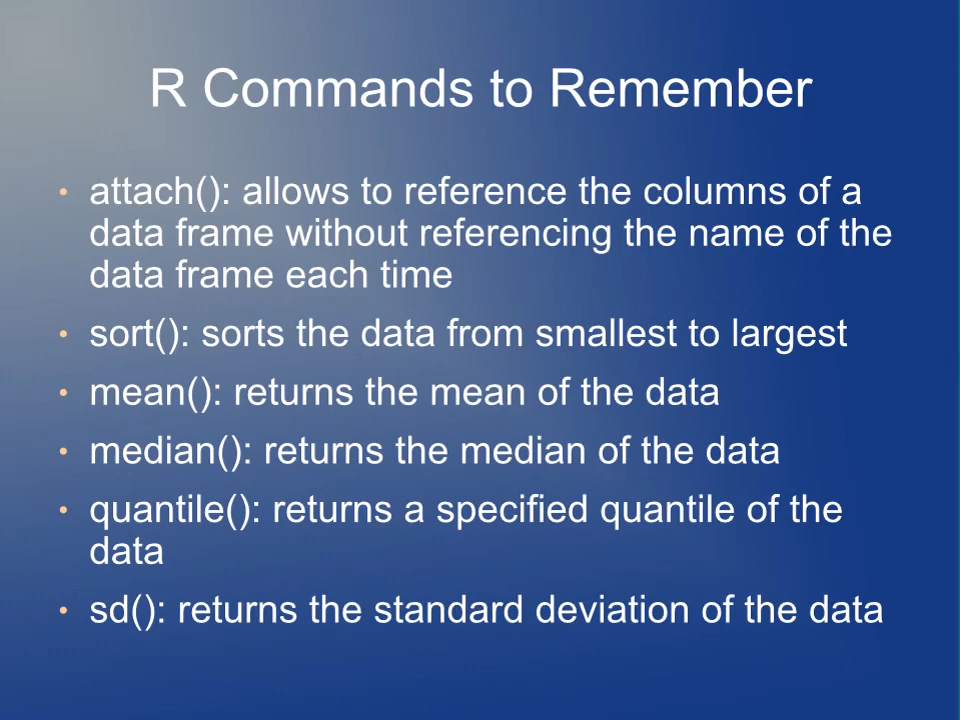 R Commands to Remember
• attach(): allows to reference the columns of a
data frame without referencing the name of the
data frame each time
• sort(): sorts the data from smallest to largest
• mean(): returns the mean of the data
• median(): returns the median of the data
• quantile(): returns a specified quantile of the
data
• sd(): returns the standard deviation of the data